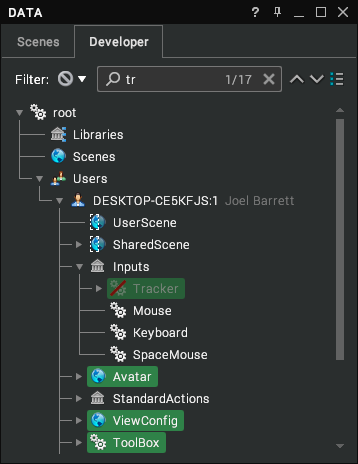 DATA ?
Scenes Developer
Filter: tr 1/17
root
Libraries
Scenes
Users
DESKTOP-CE5KFJS:1 Joel Barrett
UserScene
SharedScene
Inputs
Tracker
Mouse
Keyboard
SpaceMouse
Avatar
StandardActions
ViewConfig
ToolBox